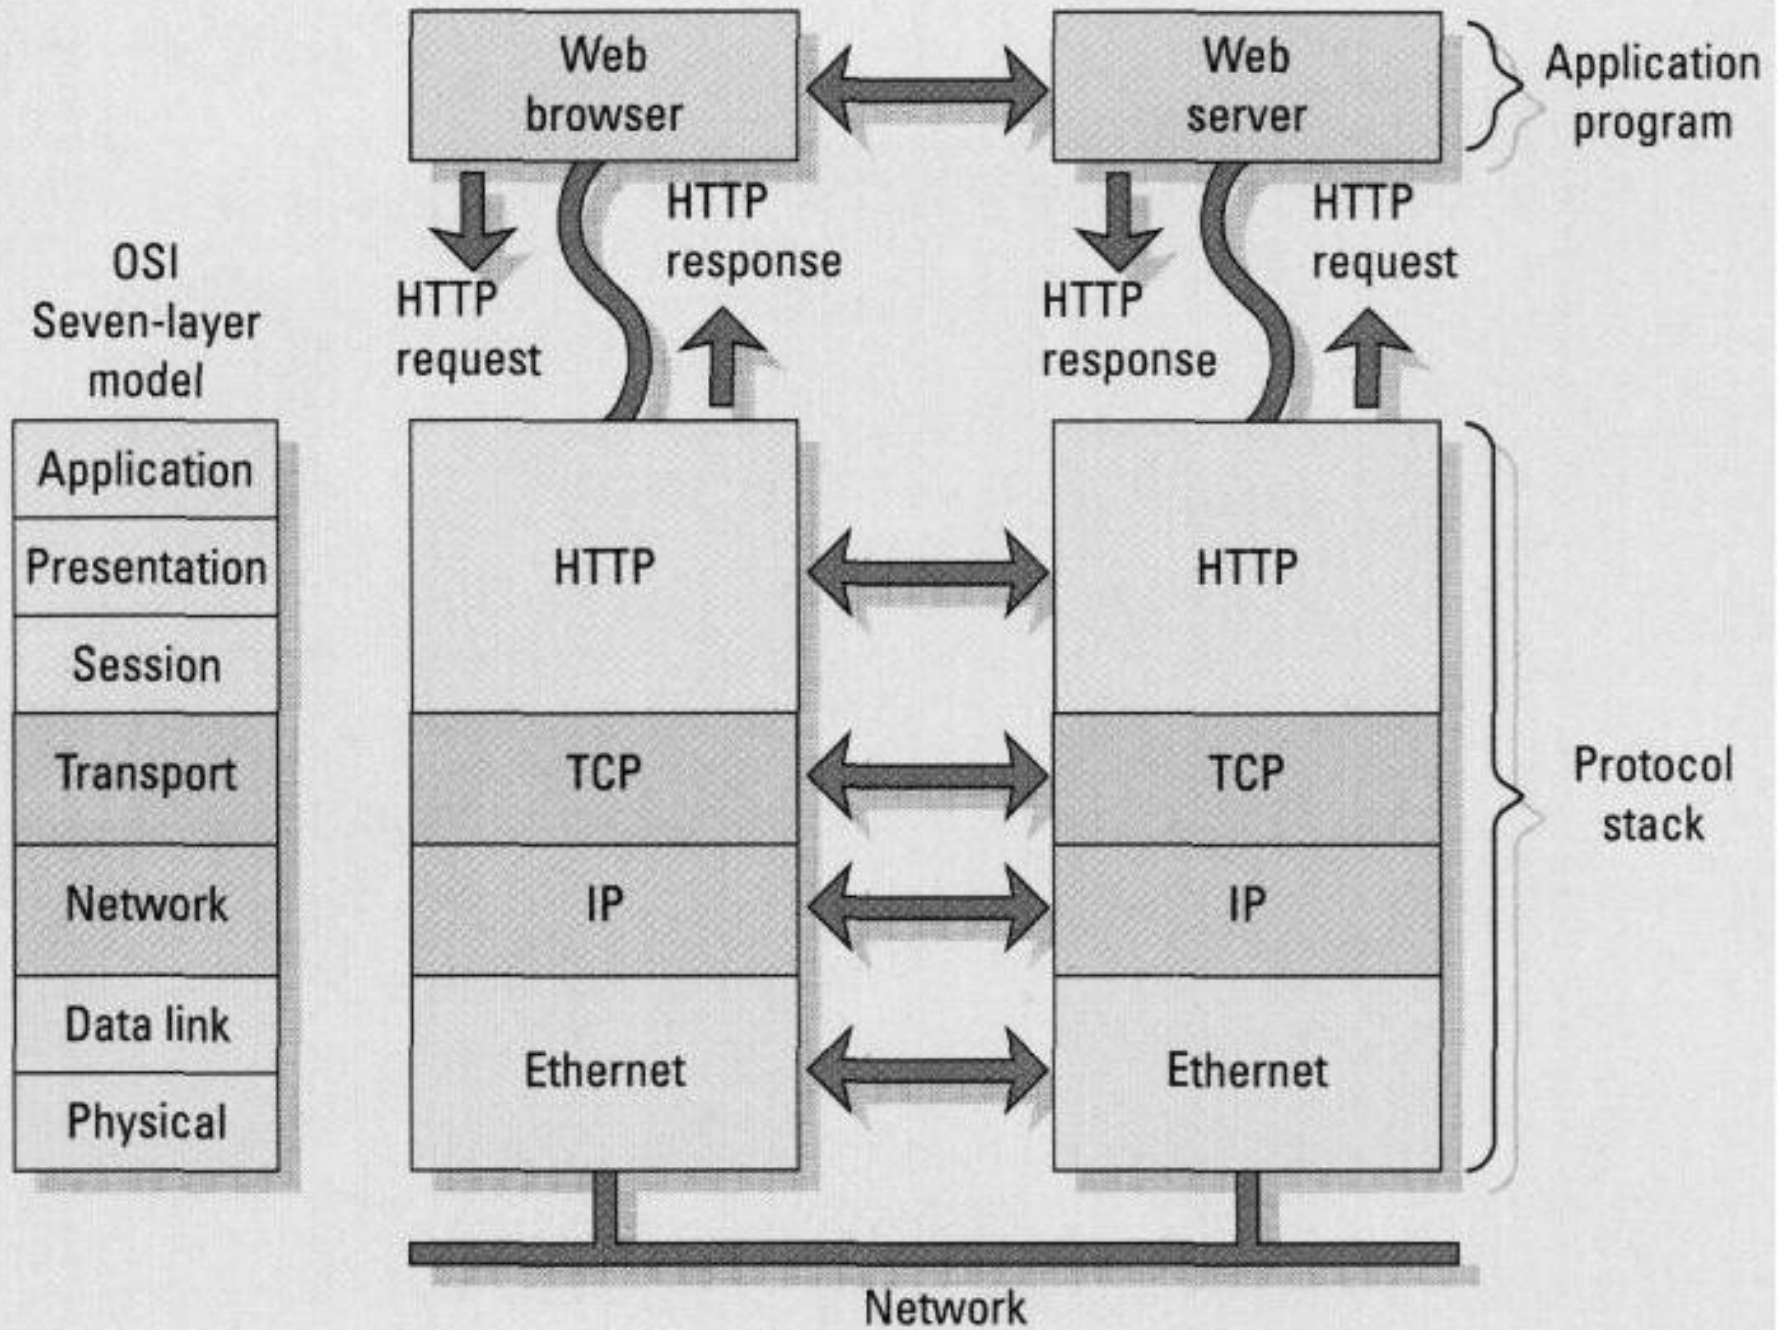 Web
browser
Web
server
Application
program
HTTP
request
HTTP
response
HTTP
response
HTTP
request
OSI
Seven-layer
model
Application
Presentation
Session
Transport
Network
Data link
Physical
HTTP
TCP
IP
Ethernet
HTTP
TCP
IP
Ethernet
Protocol
stack
Network